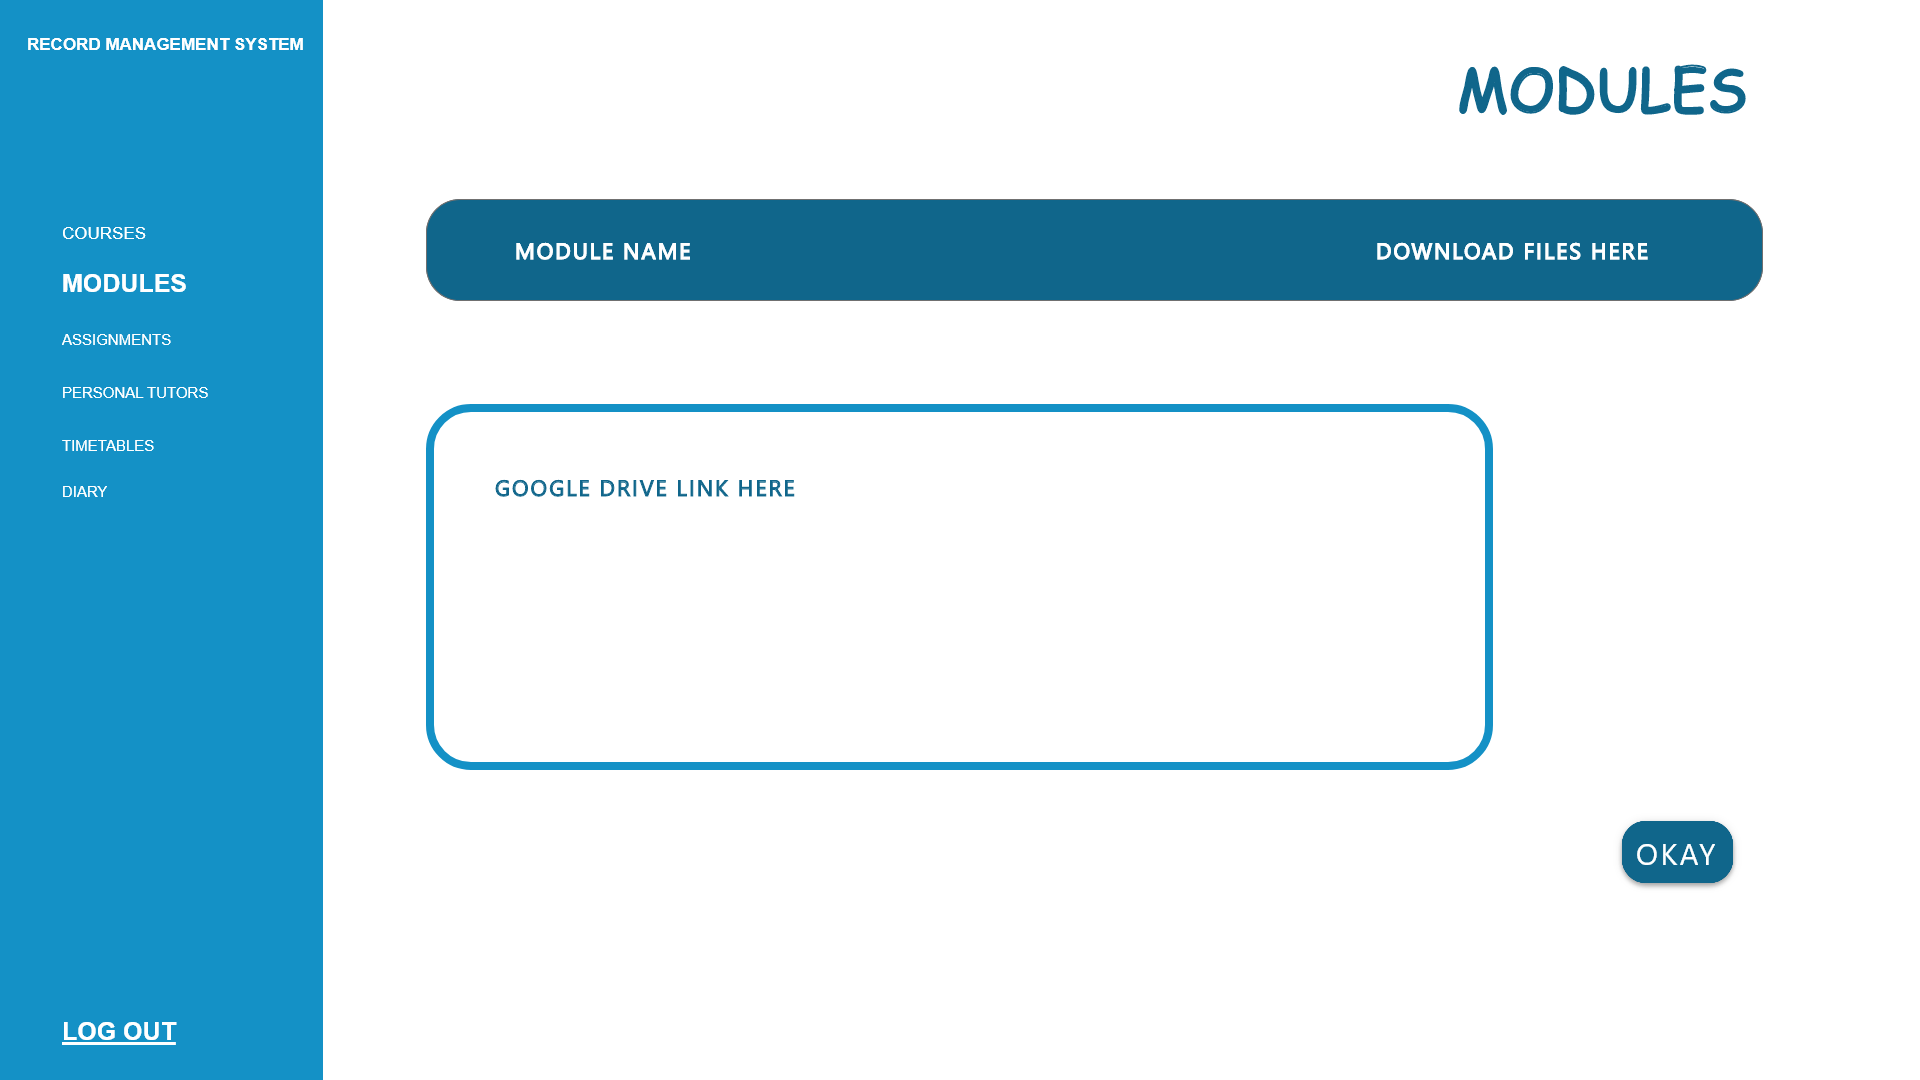 RECORD MANAGEMENT SYSTEM
MODULES
COURSES
MODULES
ASSIGNMENTS
PERSONAL TUTORS
TIMETABLES
DIARY
LOG OUT
MODULE NAME
DOWNLOAD FILES HERE
GOOGLE DRIVE LINK HERE
OKAY